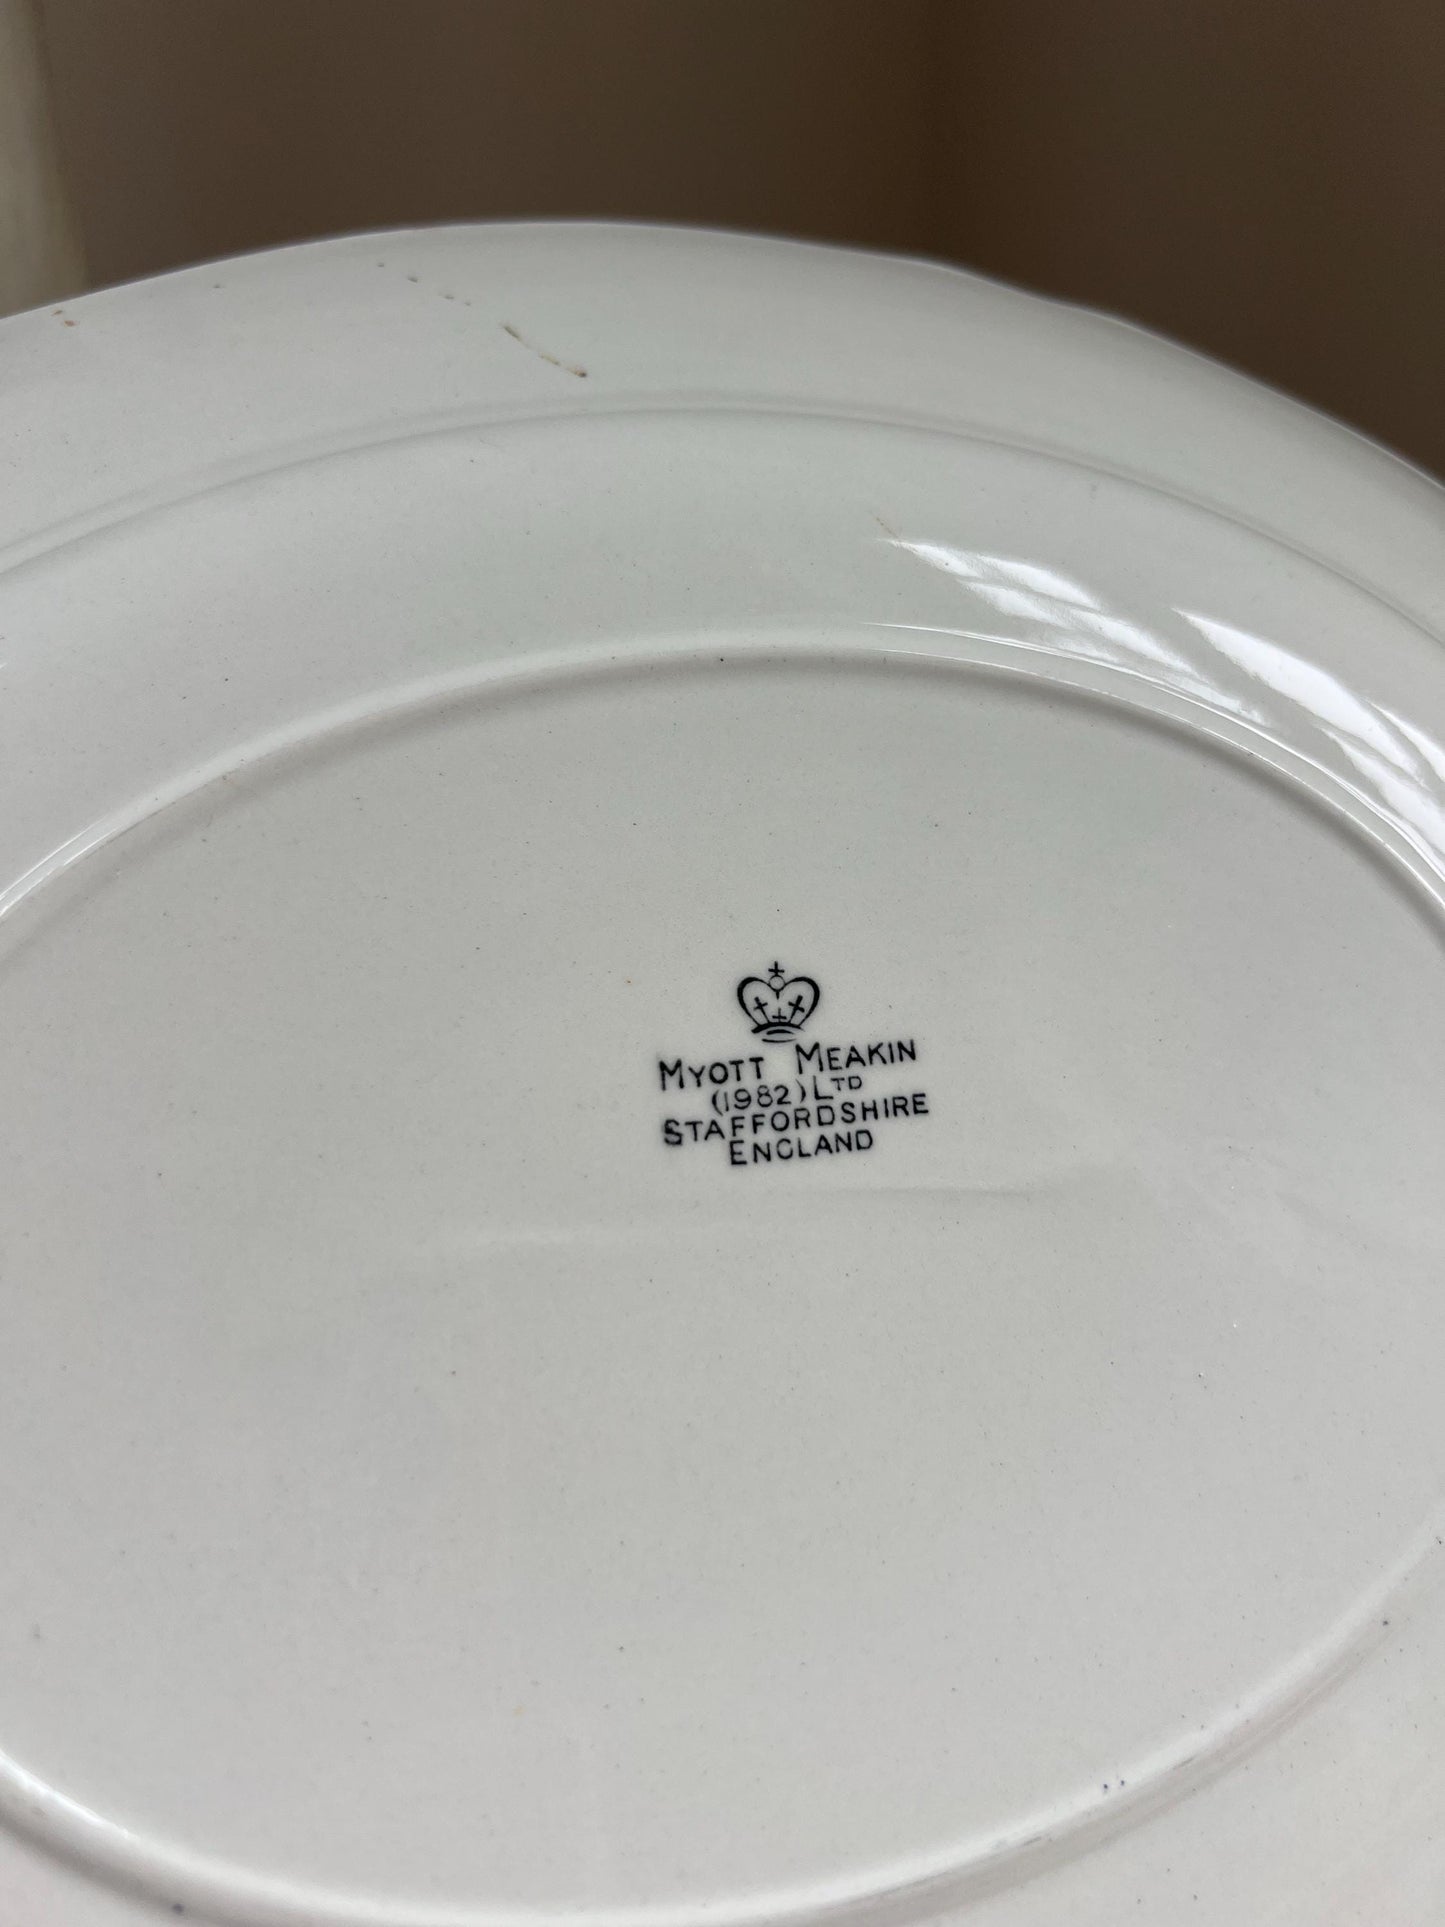 MYOTT MEAKIN
(1982) LTD
STAFFORDSHIRE
ENGLAND